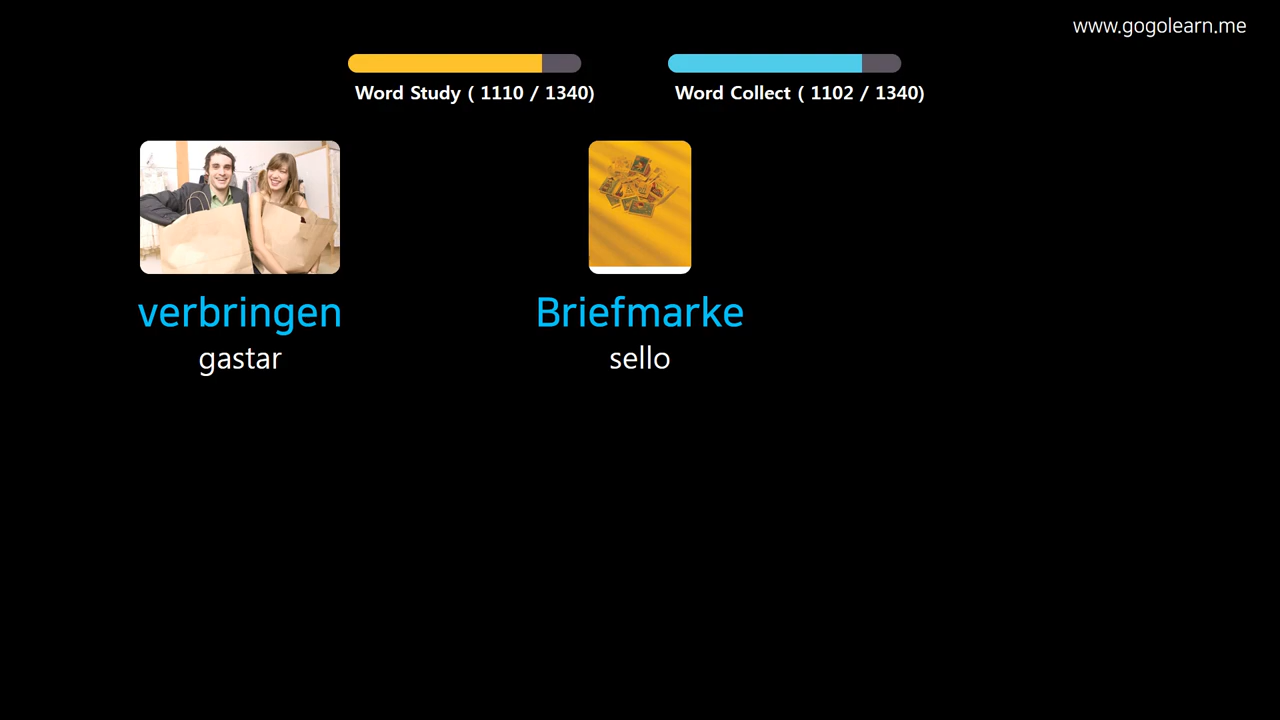 www.gogolearn.me
Word Study ( 1110 / 1340)
Word Collect ( 1102 / 1340)
verbringen
gastar
Briefmarke
sello